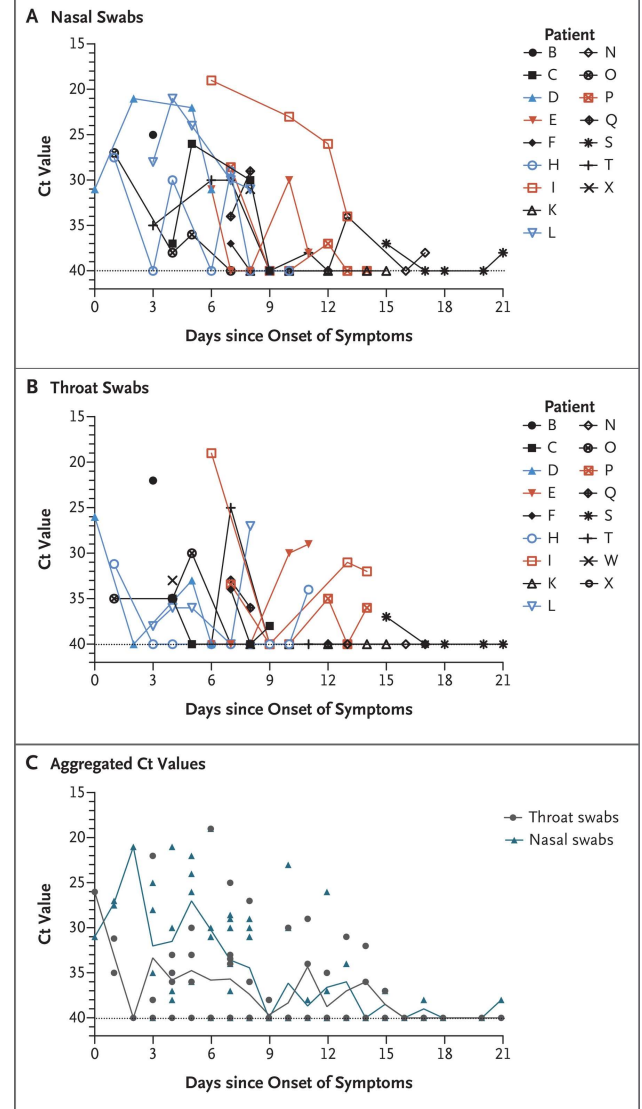 A Nasal Swabs
Patient
B N
C O
D P
E Q
F S
H T
I X
K
L
Ct Value
15
20
25
30
35
40
0 3 6 9 12 15 18 21
Days since Onset of Symptoms
B Throat Swabs
Patient
B N
C O
D P
E Q
F S
H T
I W
K X
L
Ct Value
15
20
25
30
35
40
0 3 6 9 12 15 18 21
Days since Onset of Symptoms
C Aggregated Ct Values
Throat swabs
Nasal swabs
Ct Value
15
20
25
30
35
40
0 3 6 9 12 15 18 21
Days since Onset of Symptoms